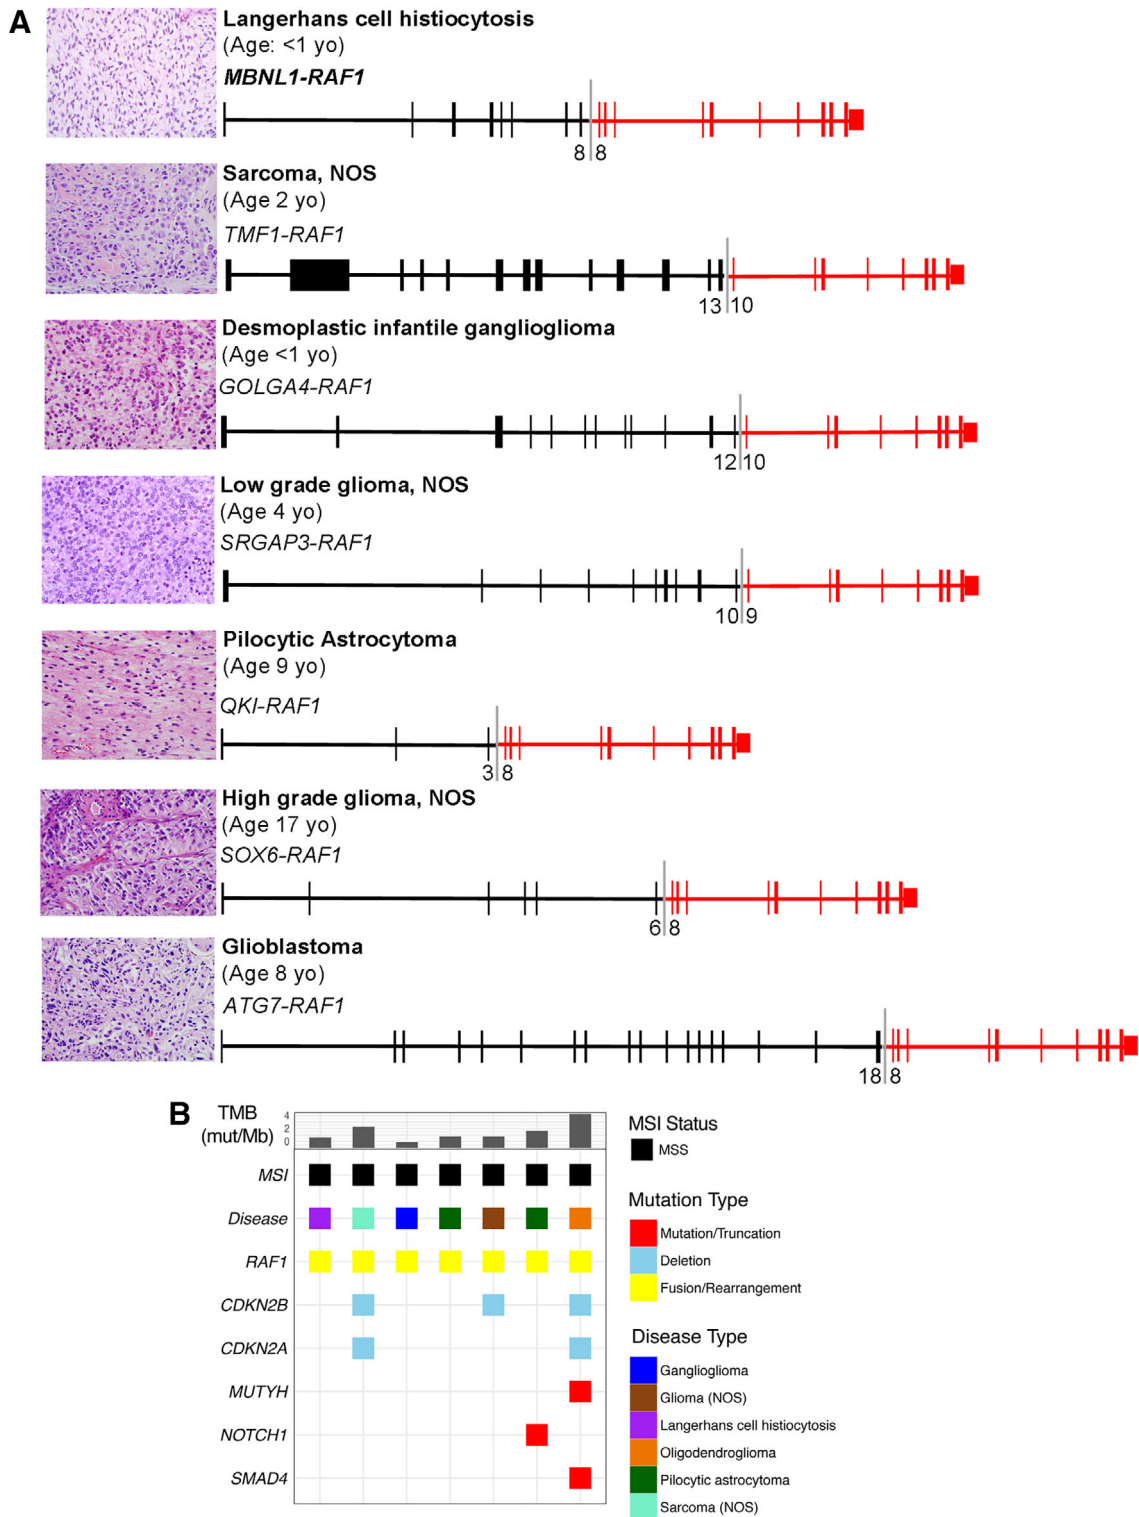 A
Langerhans cell histiocytosis
(Age: <1 yo)
MBNL1-RAF1
8 8
Sarcoma, NOS
(Age 2 yo)
TMF1-RAF1
13 10
Desmoplastic infantile ganglioglioma
(Age <1 yo)
GOLGA4-RAF1
12 10
Low grade glioma, NOS
(Age 4 yo)
SRGAP3-RAF1
10 9
Pilocytic Astrocytoma
(Age 9 yo)
QKI-RAF1
3 8
High grade glioma, NOS
(Age 17 yo)
SOX6-RAF1
6 8
Glioblastoma
(Age 8 yo)
ATG7-RAF1
18 8
B
TMB
(mut/Mb)
4
2
0
MSI
Disease
RAF1
CDKN2B
CDKN2A
MUTYH
NOTCH1
SMAD4
MSI Status
MSS
Mutation Type
Mutation/Truncation
Deletion
Fusion/Rearrangement
Disease Type
Ganglioglioma
Glioma (NOS)
Langerhans cell histiocytosis
Oligodendroglioma
Pilocytic astrocytoma
Sarcoma (NOS)